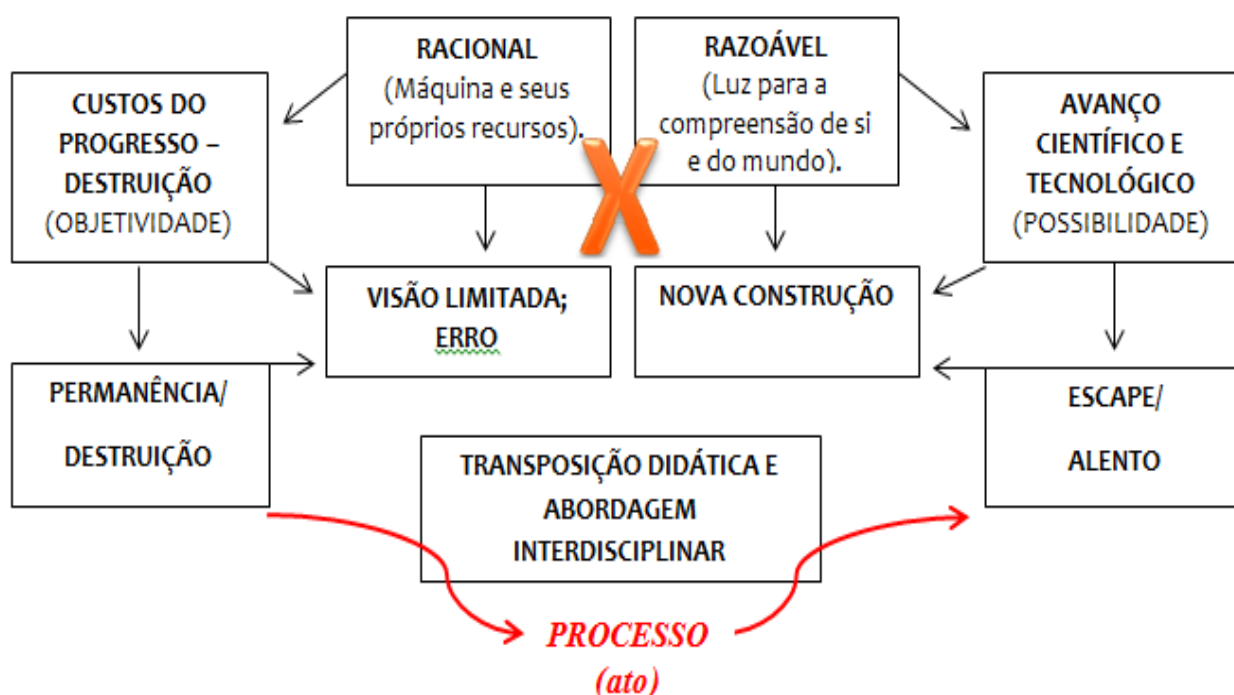 RACIONAL
(Máquina e seus
próprios recursos).
RAZOÁVEL
(Luz para a
compreensão de si
e do mundo).
CUSTOS DO
PROGRESSO –
DESTRUIÇÃO
(OBJETIVIDADE)
AVANÇO
CIENTÍFICO E
TECNOLÓGICO
(POSSIBILIDADE)
X
VISÃO LIMITADA;
ERRO
NOVA CONSTRUÇÃO
PERMANÊNCIA/
DESTRUIÇÃO
ESCAPE/
ALENTO
TRANSPOSIÇÃO DIDÁTICA E
ABORDAGEM
INTERDISCIPLINAR
PROCESSO
(ato)